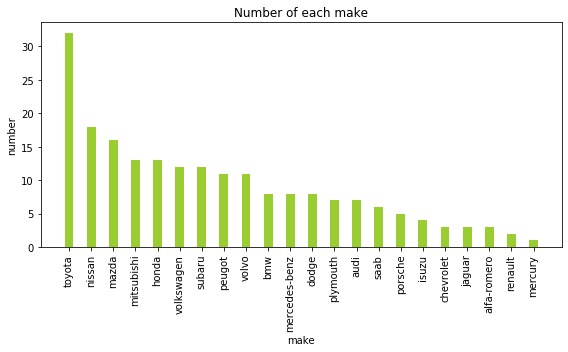 Number of each make
number
30
25
20
15
10
5
0
toyota
nissan
mazda
mitsubishi
honda
volkswagen
subaru
peugot
volvo
bmw
mercedes-benz
dodge
plymouth
audi
saab
porsche
isuzu
chevrolet
jaguar
alfa-romero
renault
mercury
make